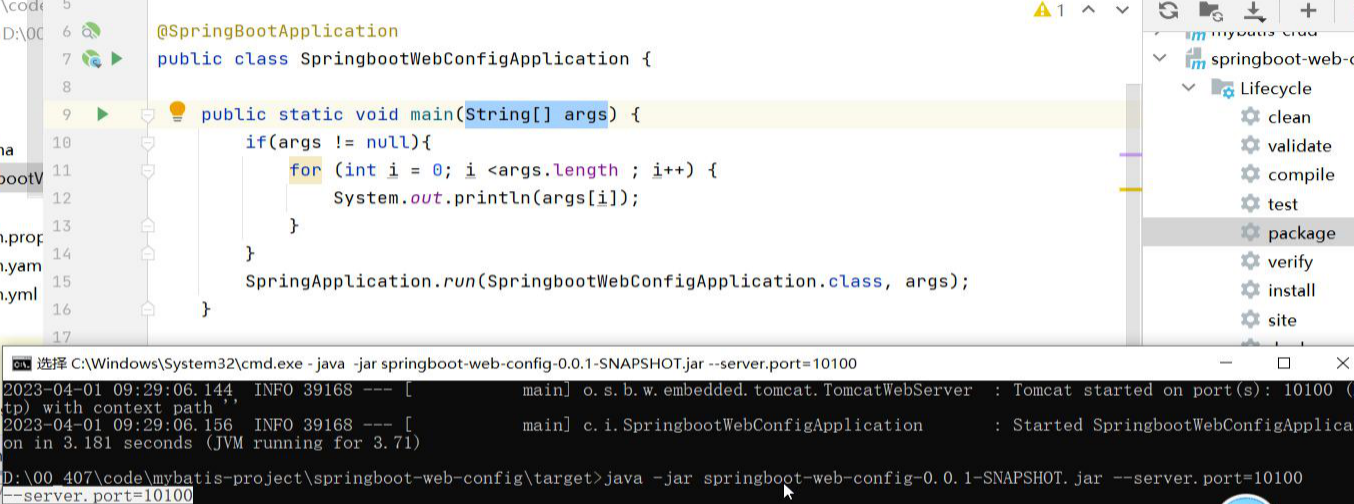 \code
D:\00
na
bootW
n.prop
n.yam
n.yml
5
6 @SpringBootApplication
7 public class SpringbootWebConfigApplication {
8
9 public static void main(String[] args) {
10 if(args != null){
11 for (int i = 0; i <args.length ; i++) {
12 System.out.println(args[i]);
13 }
14 }
15 SpringApplication.run(SpringbootWebConfigApplication.class, args);
16 }
17
1
mybatis-crud
springboot-web-c
Lifecycle
clean
validate
compile
test
package
verify
install
site
选择 C:\Windows\System32\cmd.exe - java -jar springboot-web-config-0.0.1-SNAPSHOT.jar --server.port=10100
2023-04-01 09:29:06.144 INFO 39168 --- [ main] o.s.b.w.embedded.tomcat.TomcatWebServer : Tomcat started on port(s): 10100 (
tp) with context path ''
2023-04-01 09:29:06.156 INFO 39168 --- [ main] c.i.SpringbootWebConfigApplication : Started SpringbootWebConfigApplica
on in 3.181 seconds (JVM running for 3.71)
D:\00_407\code\mybatis-project\springboot-web-config\target>java -jar springboot-web-config-0.0.1-SNAPSHOT.jar --server.port=10100
--server.port=10100